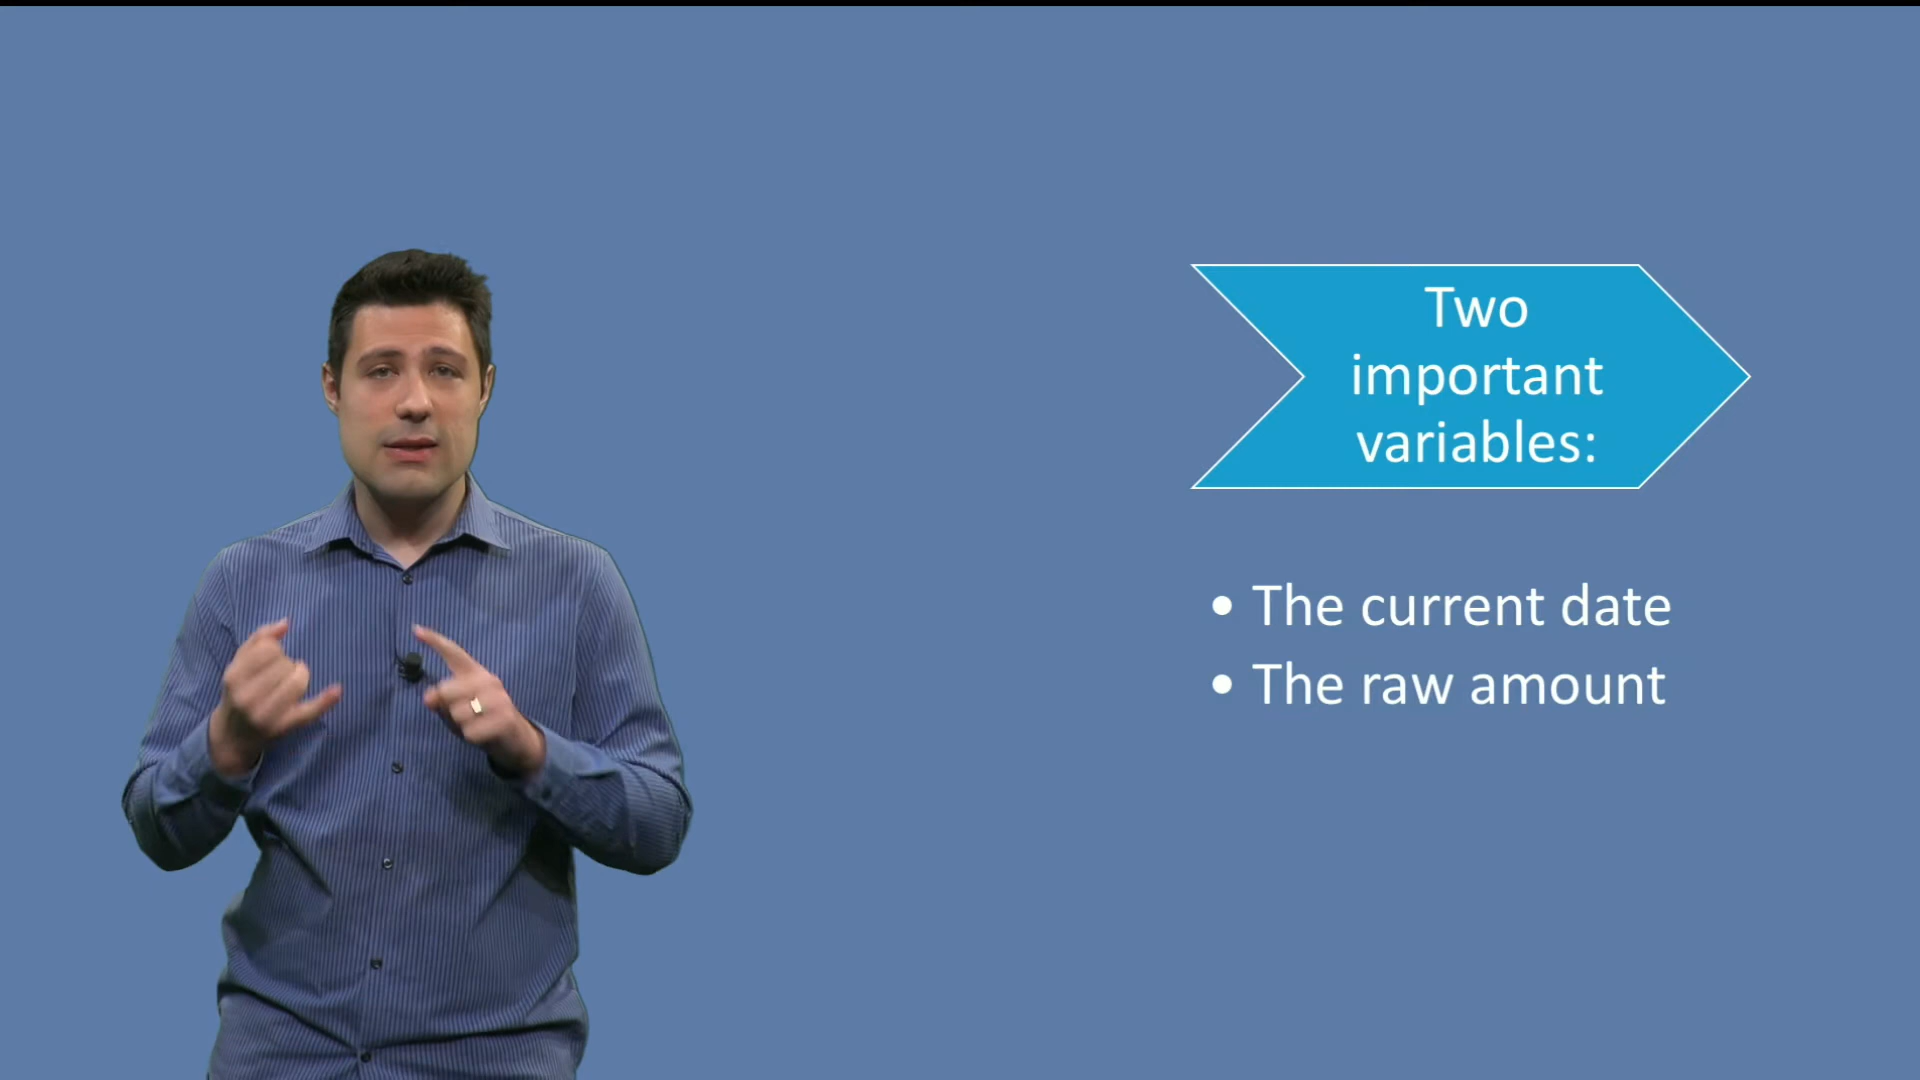 Two
important
variables:
• The current date
• The raw amount